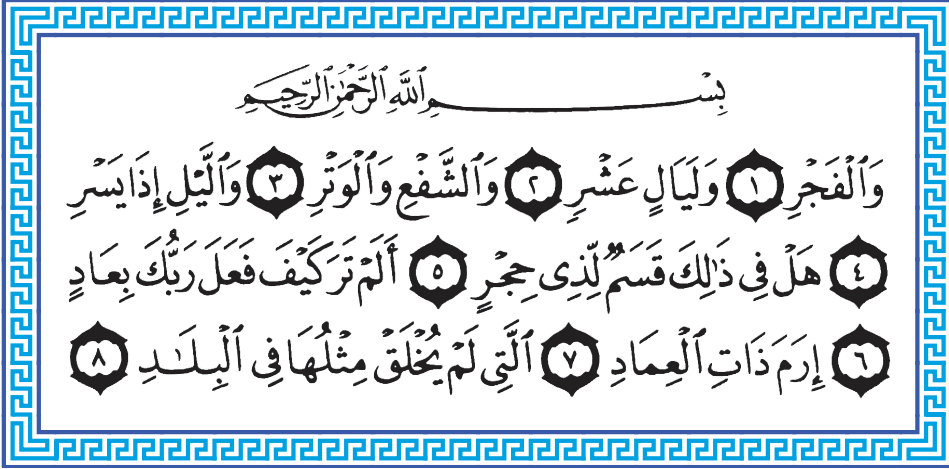 بِسْمِ ٱللَّهِ ٱلرَّحْمَٰنِ ٱلرَّحِيمِ
وَٱلْفَجْرِ ١ وَلَيَالٍ عَشْرٍ ٢ وَٱلشَّفْعِ وَٱلْوَتْرِ ٣ وَٱلَّيْلِ إِذَا يَسْرِ
٤ هَلْ فِى ذَٰلِكَ قَسَمٌ لِّذِى حِجْرٍ ٥ أَلَمْ تَرَ كَيْفَ فَعَلَ رَبُّكَ بِعَادٍ
٦ إِرَمَ ذَاتِ ٱلْعِمَادِ ٧ ٱلَّتِى لَمْ يُخْلَقْ مِثْلُهَا فِى ٱلْبِلَٰدِ ٨